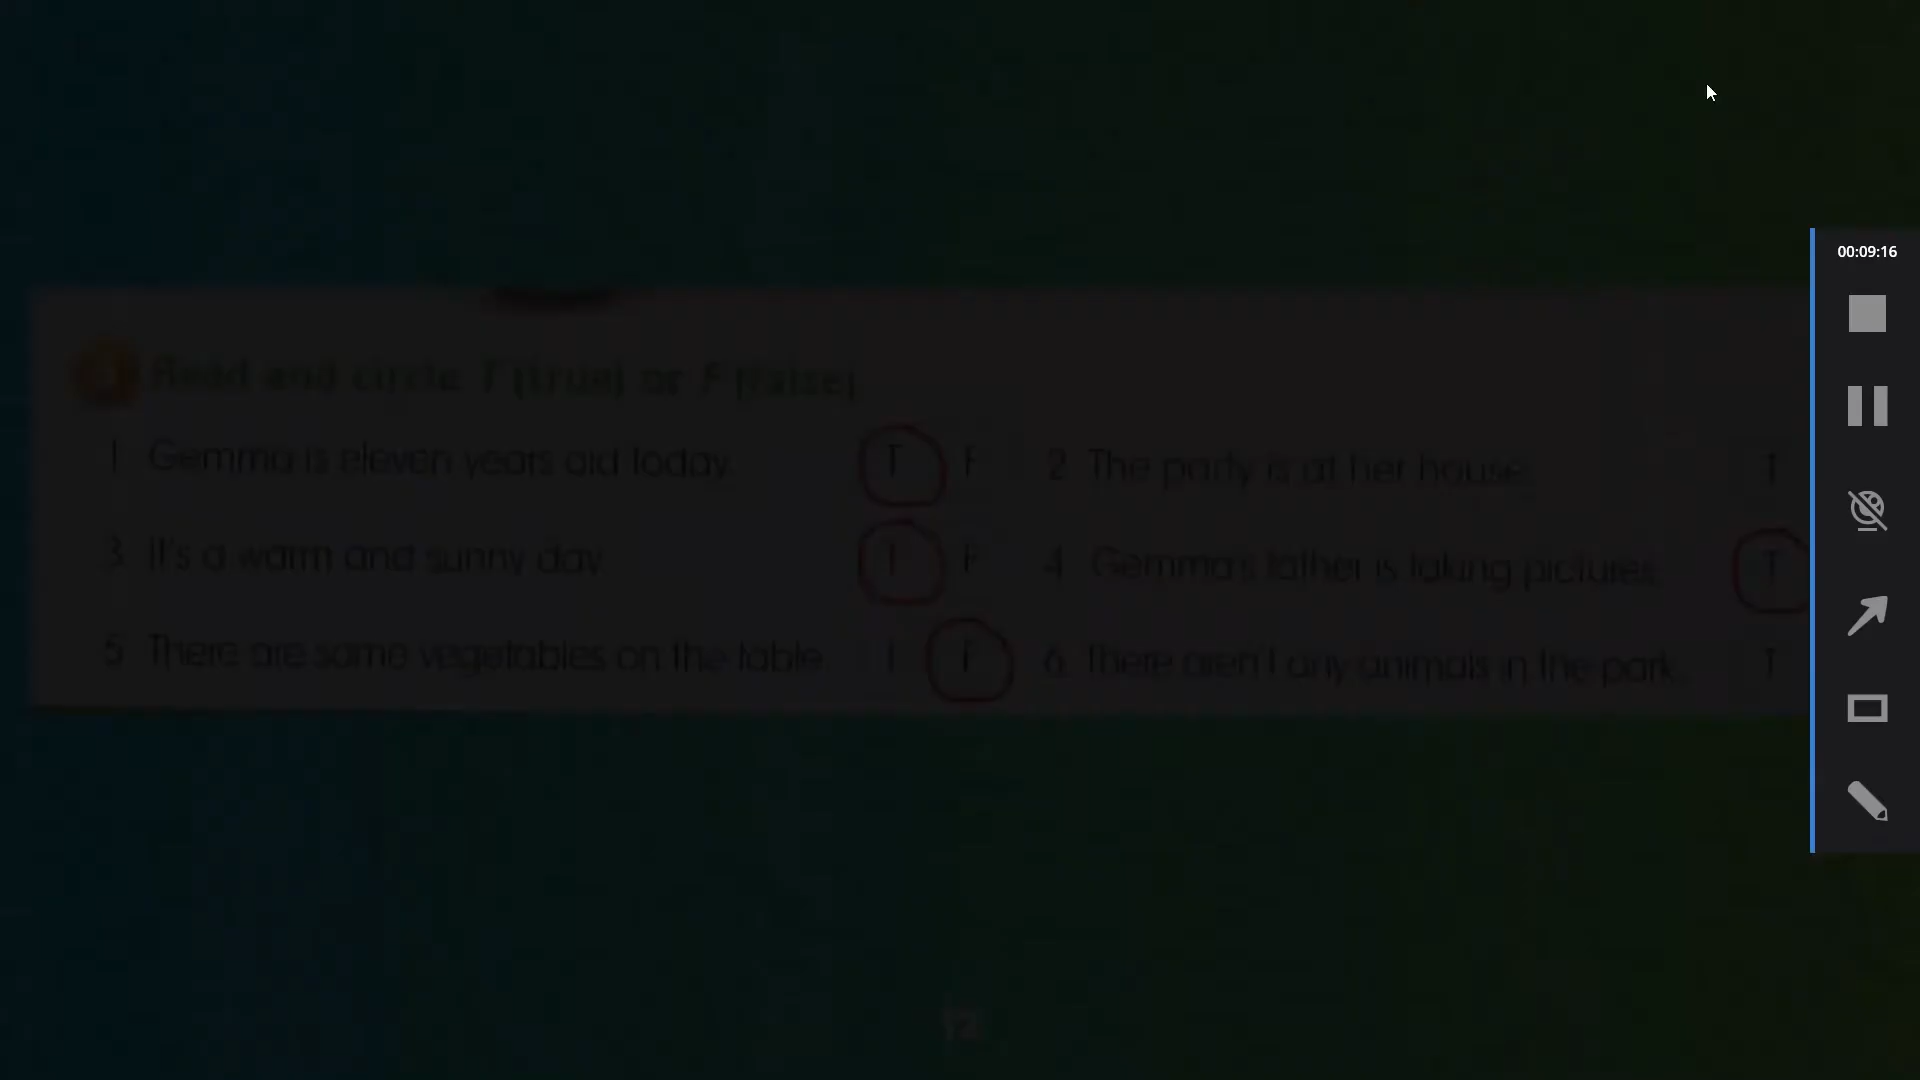 00:09:16
Read and circle T (true) or F (false)
1 Gemma is eleven years old today. T F 2 The party is at her house. T
3 It's a warm and sunny day. T F 4 Gemma's father is taking pictures. T
5 There are some vegetables on the table. T F 6 There aren't any animals in the park. T
12